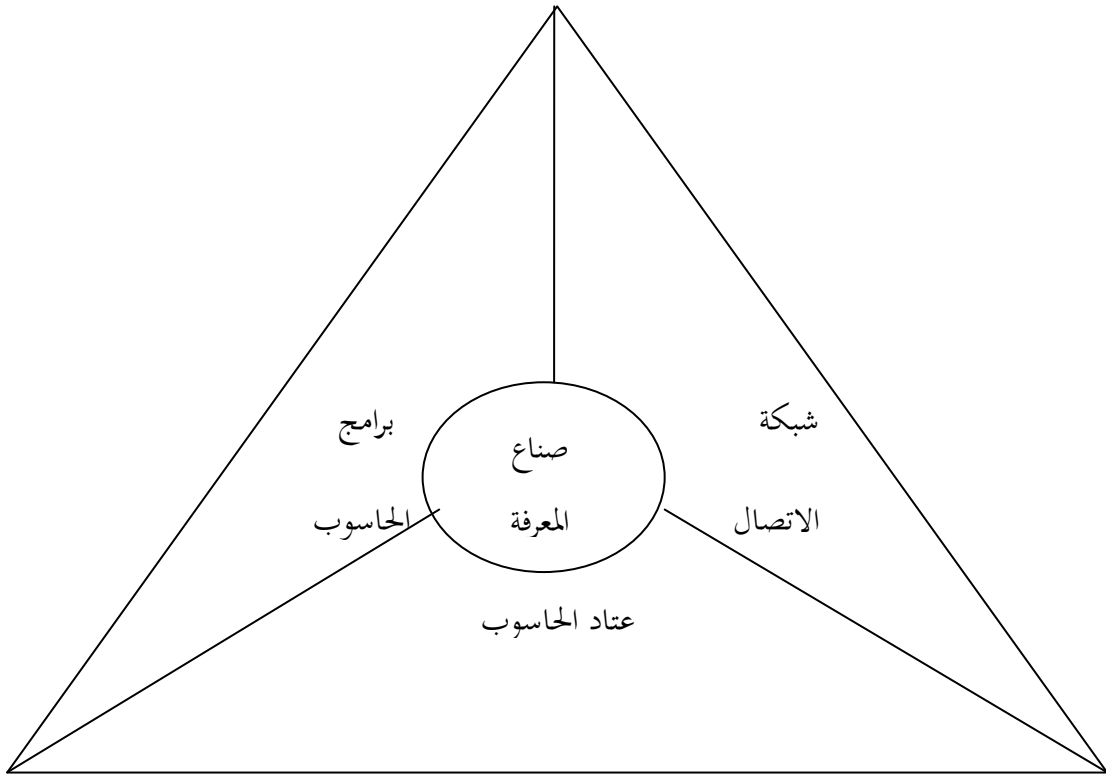 شبكة
الاتصال
صناع
المعرفة
برامج
الحاسوب
عتاد الحاسوب